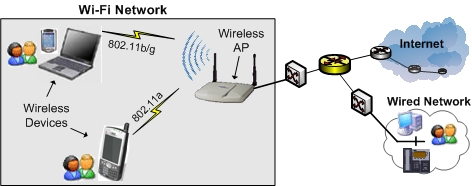 Wi-Fi Network
802.11b/g
Wireless
AP
Internet
Wireless
Devices
802.11a
Wired Network